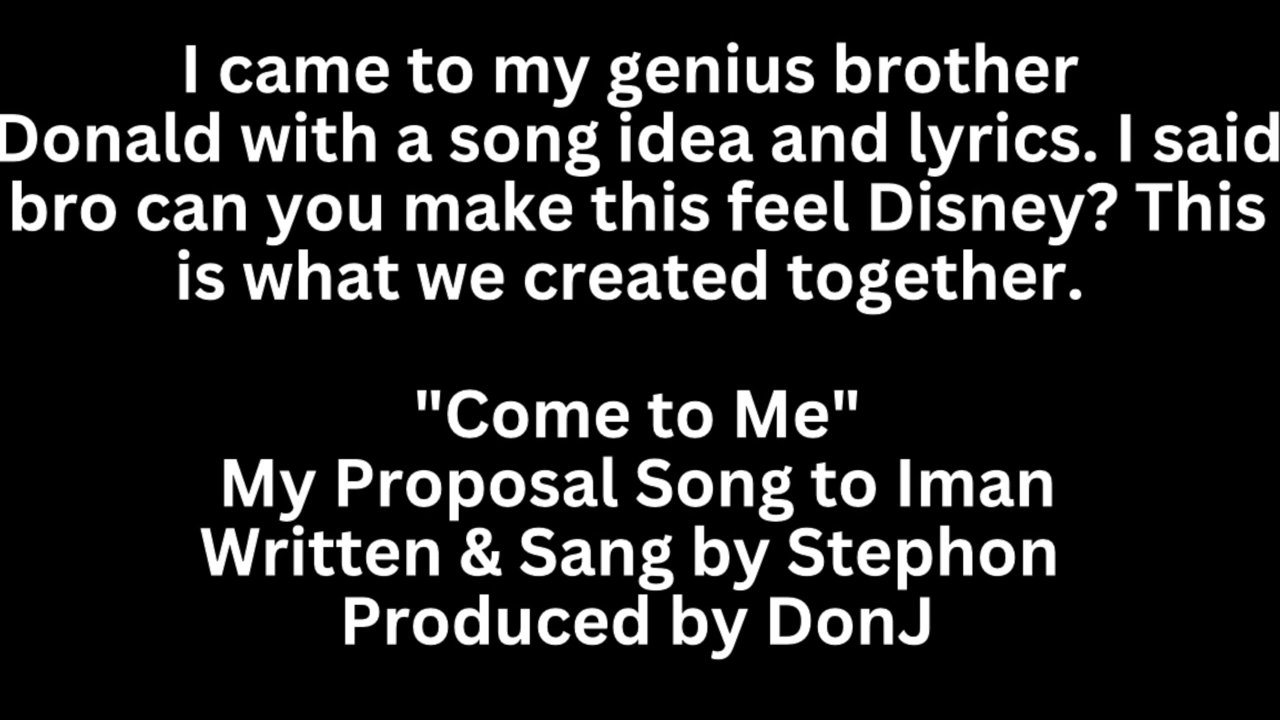 I came to my genius brother
Donald with a song idea and lyrics. I said
bro can you make this feel Disney? This
is what we created together.
"Come to Me"
My Proposal Song to Iman
Written & Sang by Stephon
Produced by DonJ